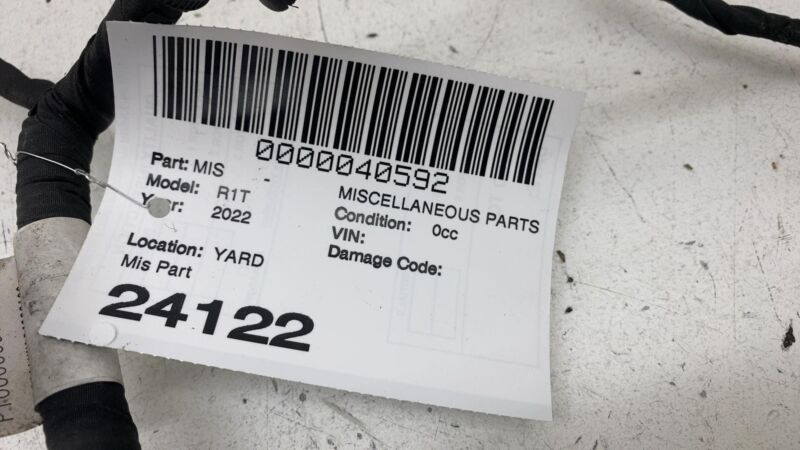 0000040592
Part: MIS -
MISCELLANEOUS PARTS
Model: R1T
Condition: 0cc
Year: 2022
VIN:
Damage Code:
Location: YARD
Mis Part
24122